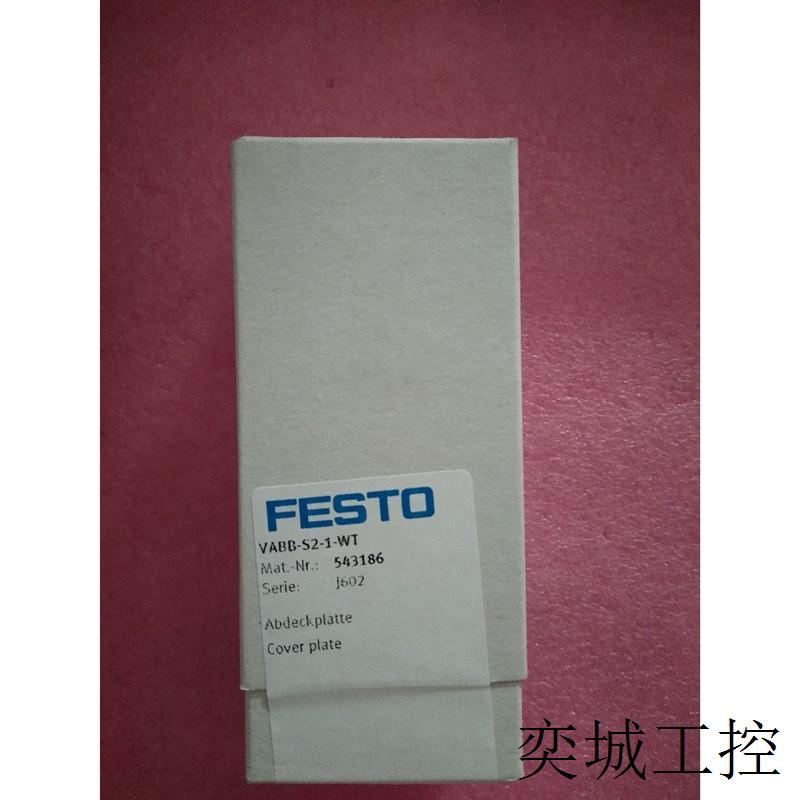 FESTO
VABB-S2-1-WT
Mat.-Nr.: 543186
Serie: J602
Abdeckplatte
Cover plate
奕城工控